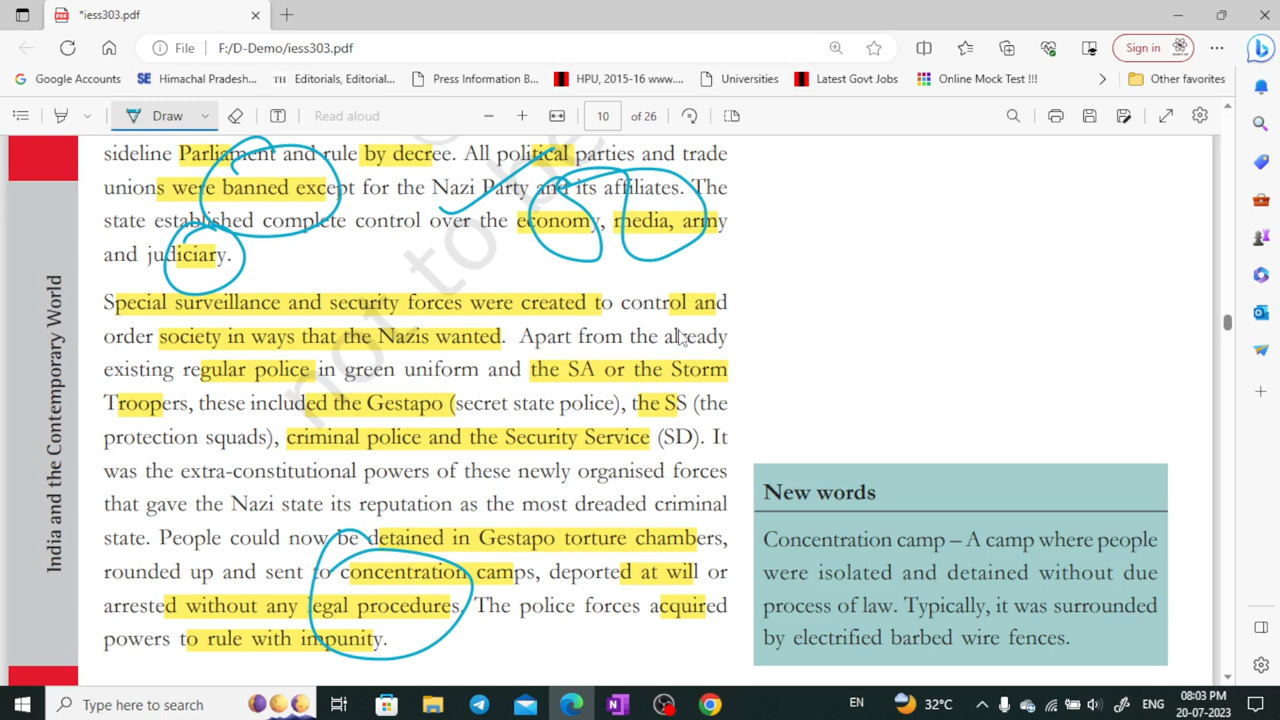 *iess303.pdf
File F:/D-Demo/iess303.pdf
Sign in
Google Accounts SE Himachal Pradesh... TH Editorials, Editorial... Press Information B... HPU, 2015-16 www.... Universities Latest Govt Jobs Online Mock Test !!! Other favorites
Draw Read aloud 10 of 26
sideline Parliament and rule by decree. All political parties and trade
unions were banned except for the Nazi Party and its affiliates. The
state established complete control over the economy, media, army
and judiciary.
Special surveillance and security forces were created to control and
order society in ways that the Nazis wanted. Apart from the already
existing regular police in green uniform and the SA or the Storm
Troopers, these included the Gestapo (secret state police), the SS (the
protection squads), criminal police and the Security Service (SD). It
was the extra-constitutional powers of these newly organised forces
that gave the Nazi state its reputation as the most dreaded criminal
state. People could now be detained in Gestapo torture chambers,
rounded up and sent to concentration camps, deported at will or
arrested without any legal procedures. The police forces acquired
powers to rule with impunity.
not to be
India and the Contemporary World
New words
Concentration camp – A camp where people
were isolated and detained without due
process of law. Typically, it was surrounded
by electrified barbed wire fences.
Type here to search 32°C EN ENG 08:03 PM
20-07-2023